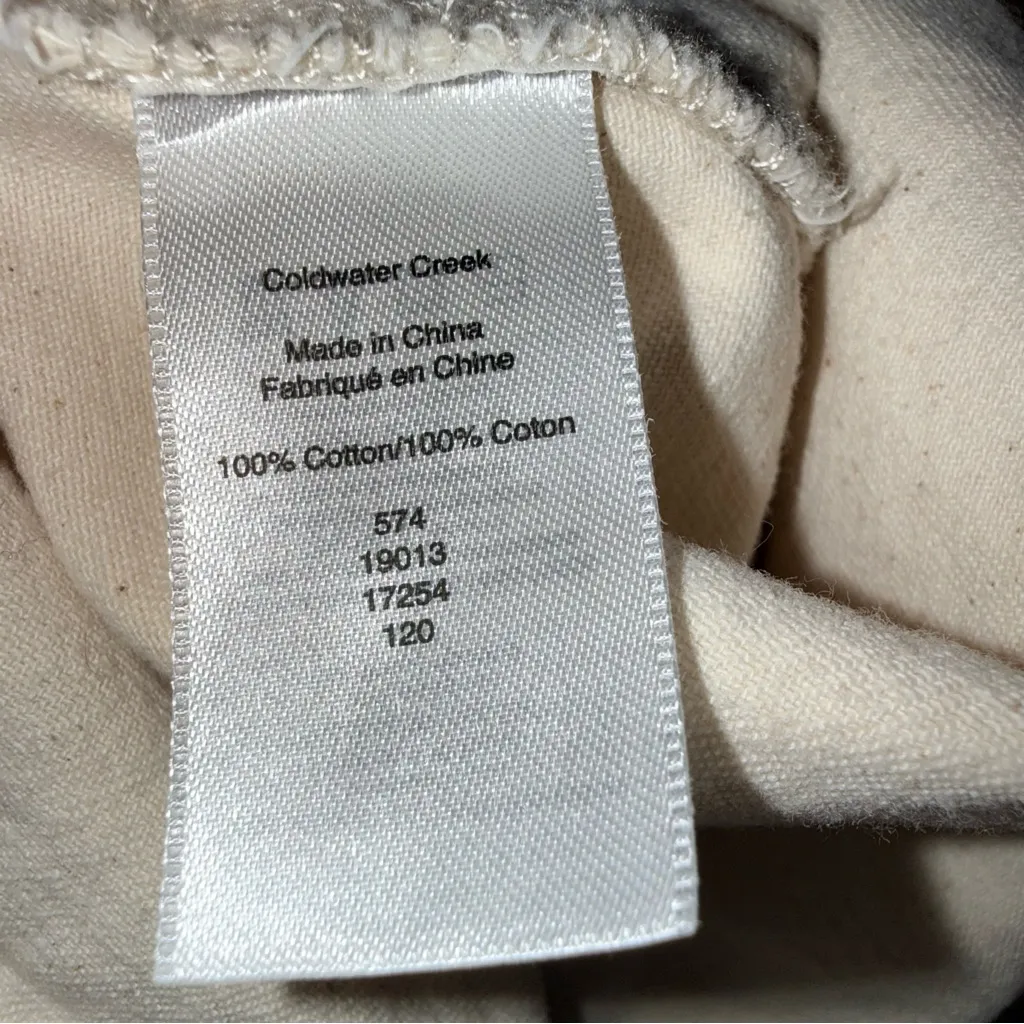 Coldwater Creek
Made in China
Fabriqué en Chine
100% Cotton/100% Coton
574
19013
17254
120